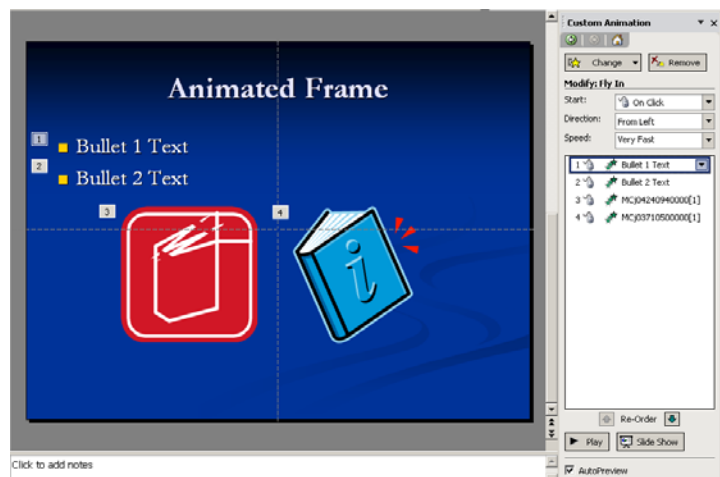 Custom Animation
Change
Remove
Modify: Fly In
Start:
On Click
Direction:
From Left
Speed:
Very Fast
Animated Frame
1
Bullet 1 Text
2
Bullet 2 Text
3
4
i
1 Bullet 1 Text
2 Bullet 2 Text
3 MCj04240940000[1]
4 MCj03710500000[1]
Re-Order
Play
Slide Show
AutoPreview
Click to add notes